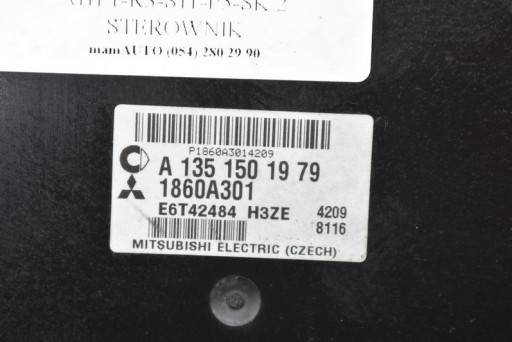 STEROWNIK
mamAUTO (054) 280 29 90
P1860A3014209
A 135 150 19 79
1860A301
E6T42484 H3ZE 4209
8116
MITSUBISHI ELECTRIC (CZECH)